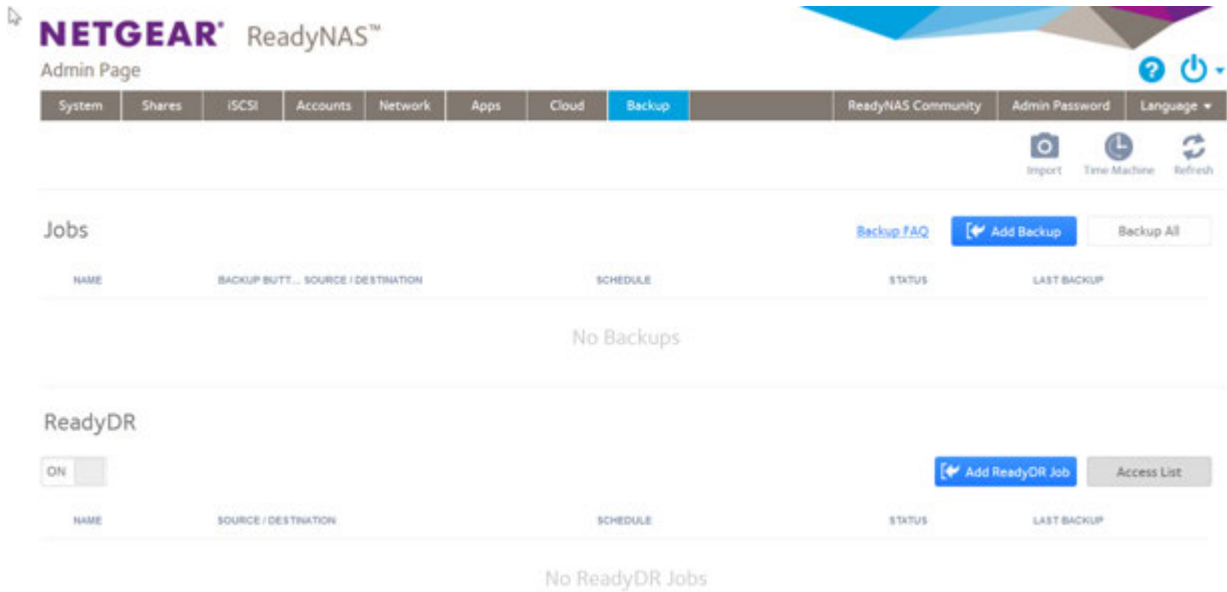 NETGEAR® ReadyNAS™
Admin Page
System Shares iSCSI Accounts Network Apps Cloud Backup ReadyNAS Community Admin Password Language
Import Time Machine Refresh
Jobs Backup FAQ Add Backup Backup All
NAME BACKUP BUTT... SOURCE / DESTINATION SCHEDULE STATUS LAST BACKUP
No Backups
ReadyDR
ON Add ReadyDR Job Access List
NAME SOURCE / DESTINATION SCHEDULE STATUS LAST BACKUP
No ReadyDR Jobs